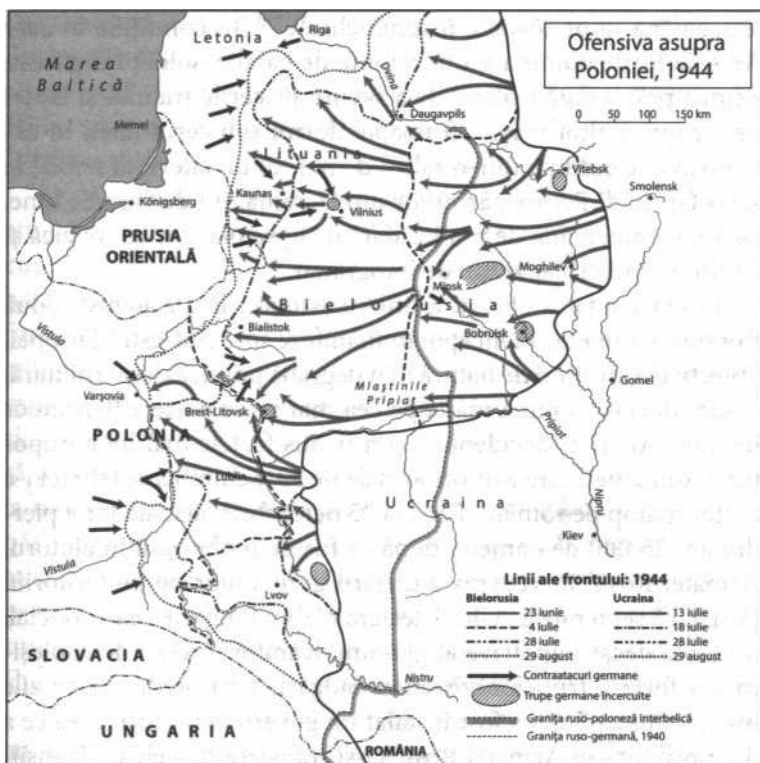 Ofensiva asupra
Poloniei, 1944
0 50 100 150 km
Letonia
Riga
Marea
Baltică
Dvina
Daugavpils
Memel
Lituania
Vitebsk
Smolensk
Kaunas
Königsberg
Vilnius
PRUSIA
ORIENTALĂ
Moghilev
Minsk
Bielorusia
Bialistok
Bobruisk
Vistula
Mlaștinile
Pripiat
Gomel
Varșovia
Brest-Litovsk
Pripiat
POLONIA
Lublin
Ucraina
Nipru
Kiev
Vistula
Lvov
Liniile frontului: 1944
Bielorusia
Ucraina
23 iunie
13 iulie
4 iulie
18 iulie
28 iulie
28 iulie
29 august
29 august
SLOVACIA
Contraatacuri germane
Nistru
Trupe germane încercuite
UNGARIA
Granița ruso-poloneză interbelică
Granița ruso-germană, 1940
ROMÂNIA